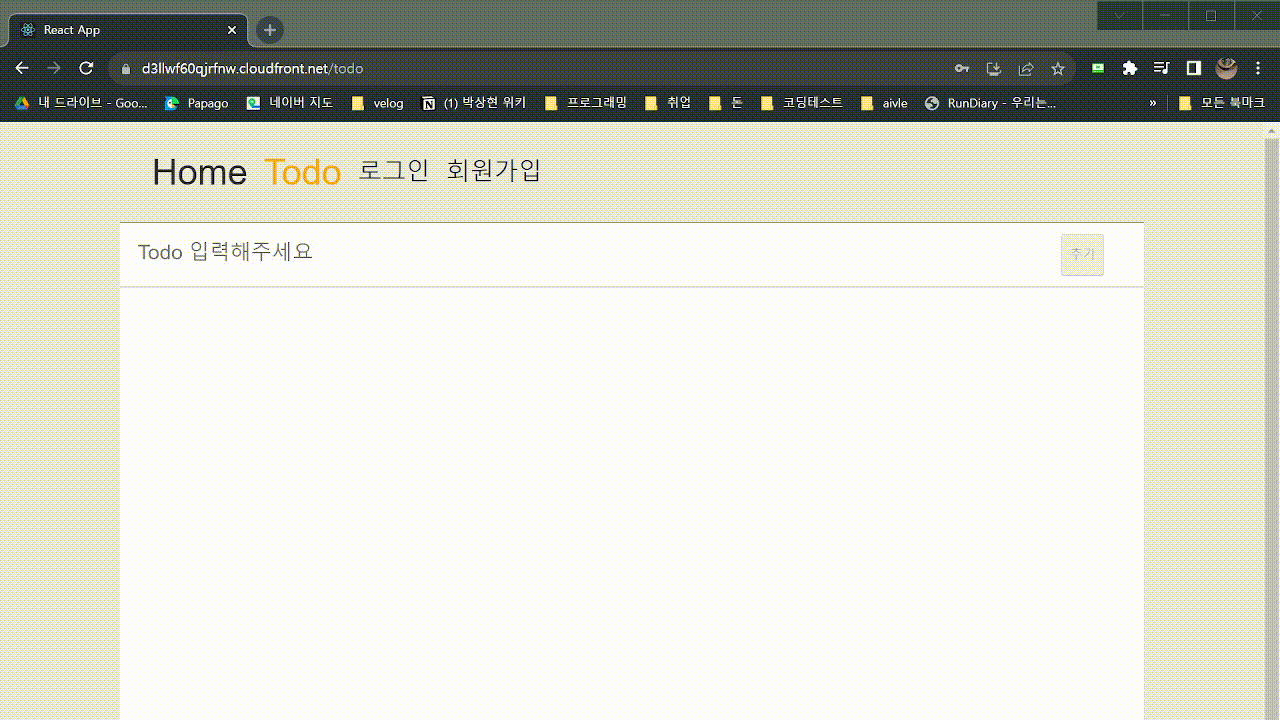 React App
d3llwf60qjrfnw.cloudfront.net/todo
내 드라이브 - Goo... Papago 네이버 지도 velog (1) 박상현 위키 프로그래밍 취업 돈 코딩테스트 aivle RunDiary - 우리는... » 모든 북마크
Home Todo 로그인 회원가입
Todo 입력해주세요 추가